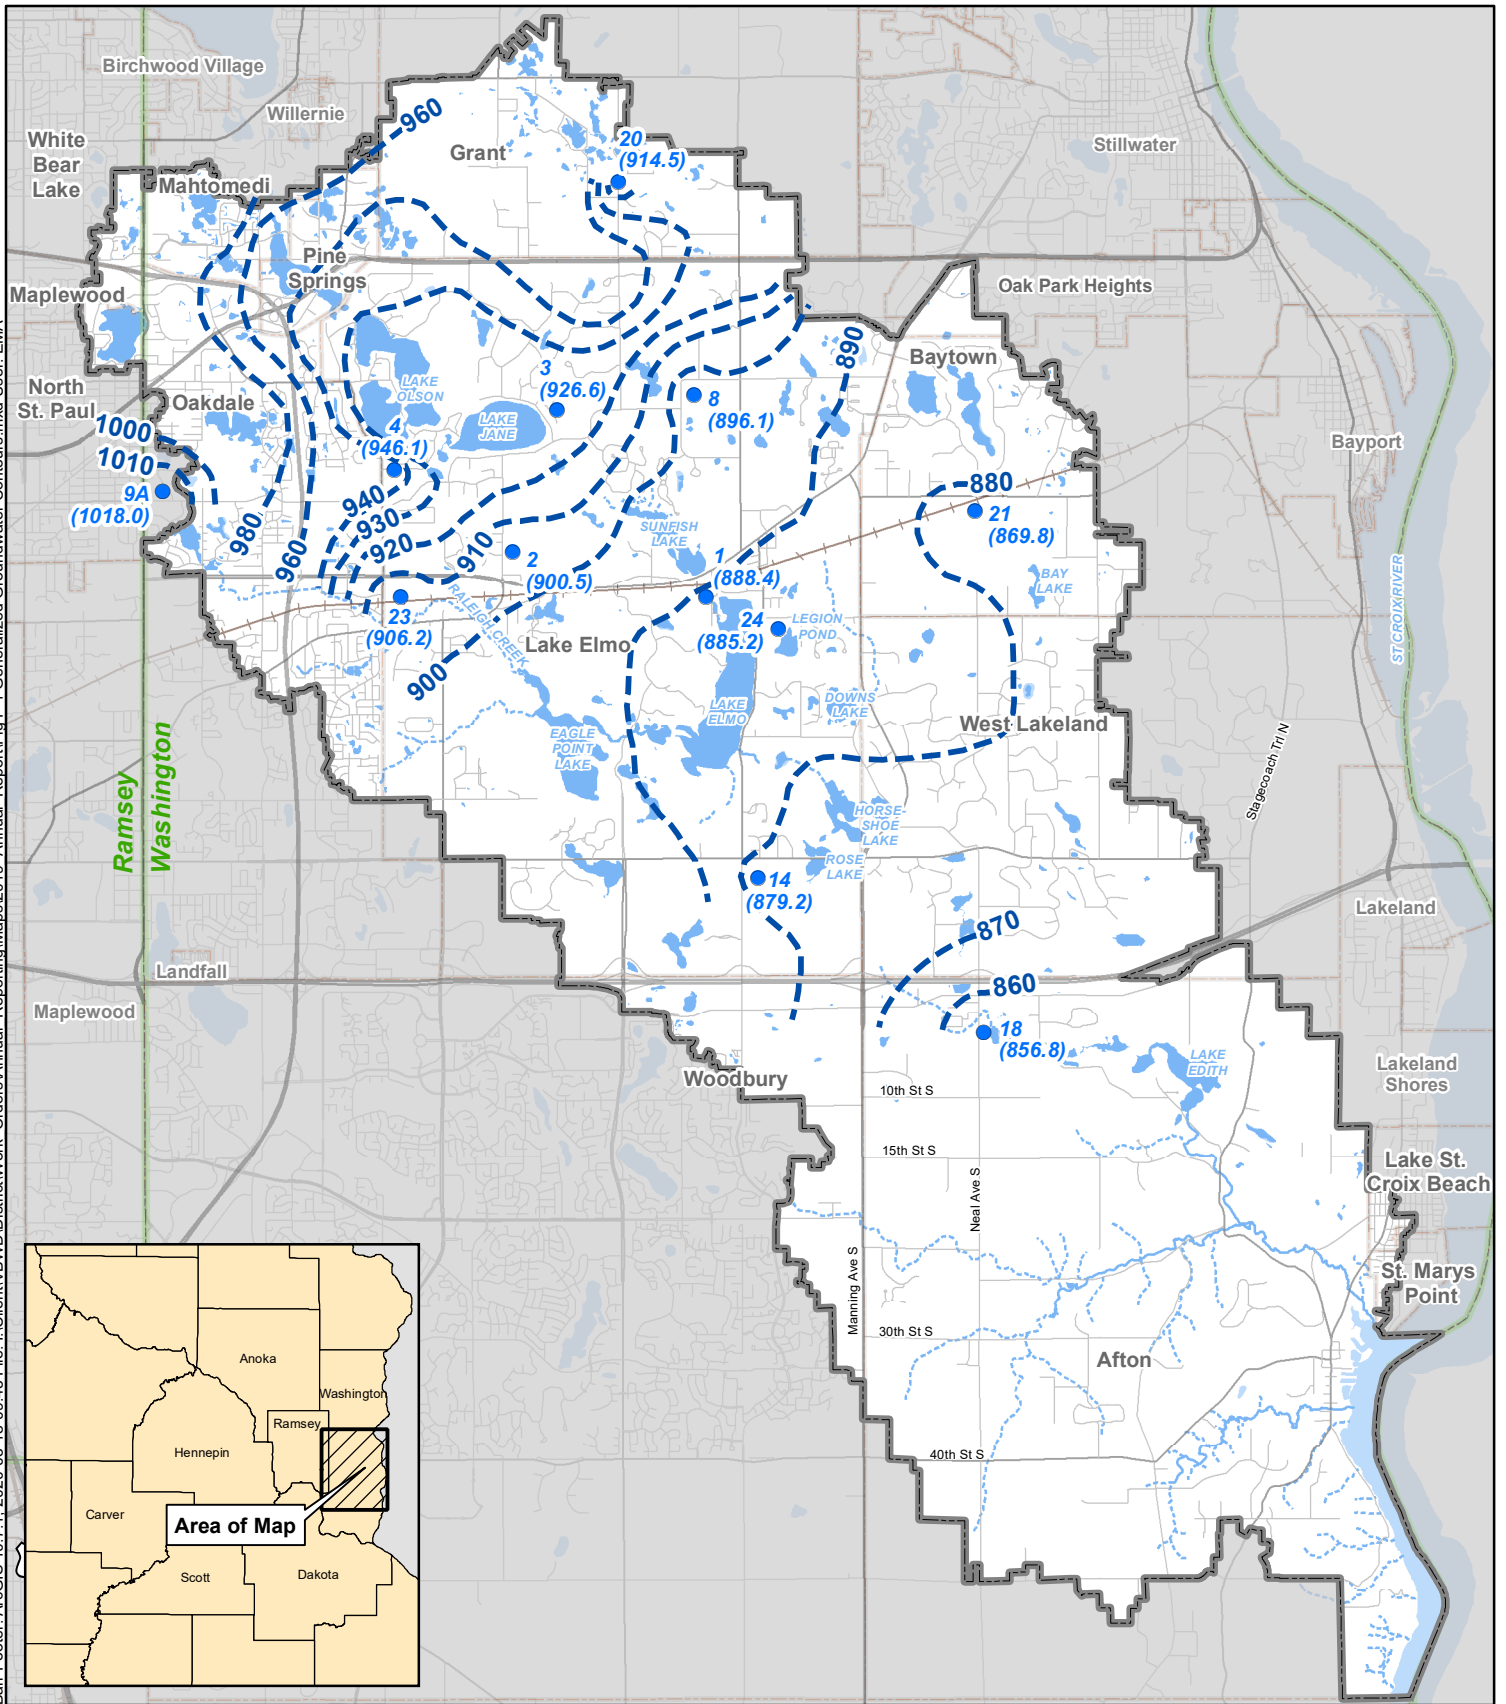 Birchwood Village
Willernie
White
Bear
Lake
Mahtomedi
960
Grant
20
(914.5)
Stillwater
Pine
Springs
Maplewood
Oak Park Heights
North
St. Paul
Oakdale
1000
1010
9A
(1018.0)
LAKE
OLSON
4
(946.1)
LAKE
JANE
3
(926.6)
8
(896.1)
890
Baytown
Bayport
980
960
940
930
920
910
2
(900.5)
SUNFISH
LAKE
880
21
(869.8)
1
(888.4)
BAY
LAKE
23
(906.2)
RALEIGH CREEK
24
(885.2)
LEGION
POND
ST CROIX RIVER
Lake Elmo
900
LAKE
ELMO
DOWNS
LAKE
West Lakeland
EAGLE
POINT
LAKE
Stagecoach Trl N
Ramsey
Washington
HORSE-
SHOE
LAKE
ROSE
LAKE
14
(879.2)
870
Lakeland
Landfall
Maplewood
860
18
(856.8)
LAKE
EDITH
Woodbury
Lakeland
Shores
10th St S
15th St S
Lake St.
Croix Beach
Neal Ave S
Manning Ave S
St. Marys
Point
30th St S
Afton
40th St S
Anoka
Washington
Ramsey
Hennepin
Carver
Area of Map
Scott
Dakota